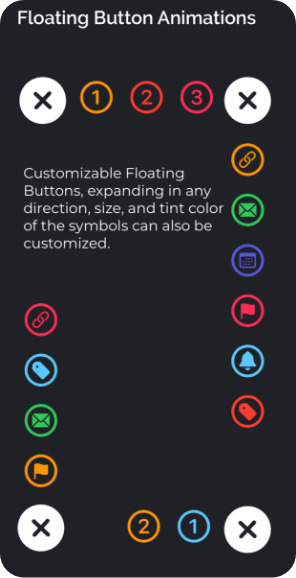 Floating Button Animations
1 2 3
Customizable Floating
Buttons, expanding in any
direction, size, and tint color
of the symbols can also be
customized.
2 1